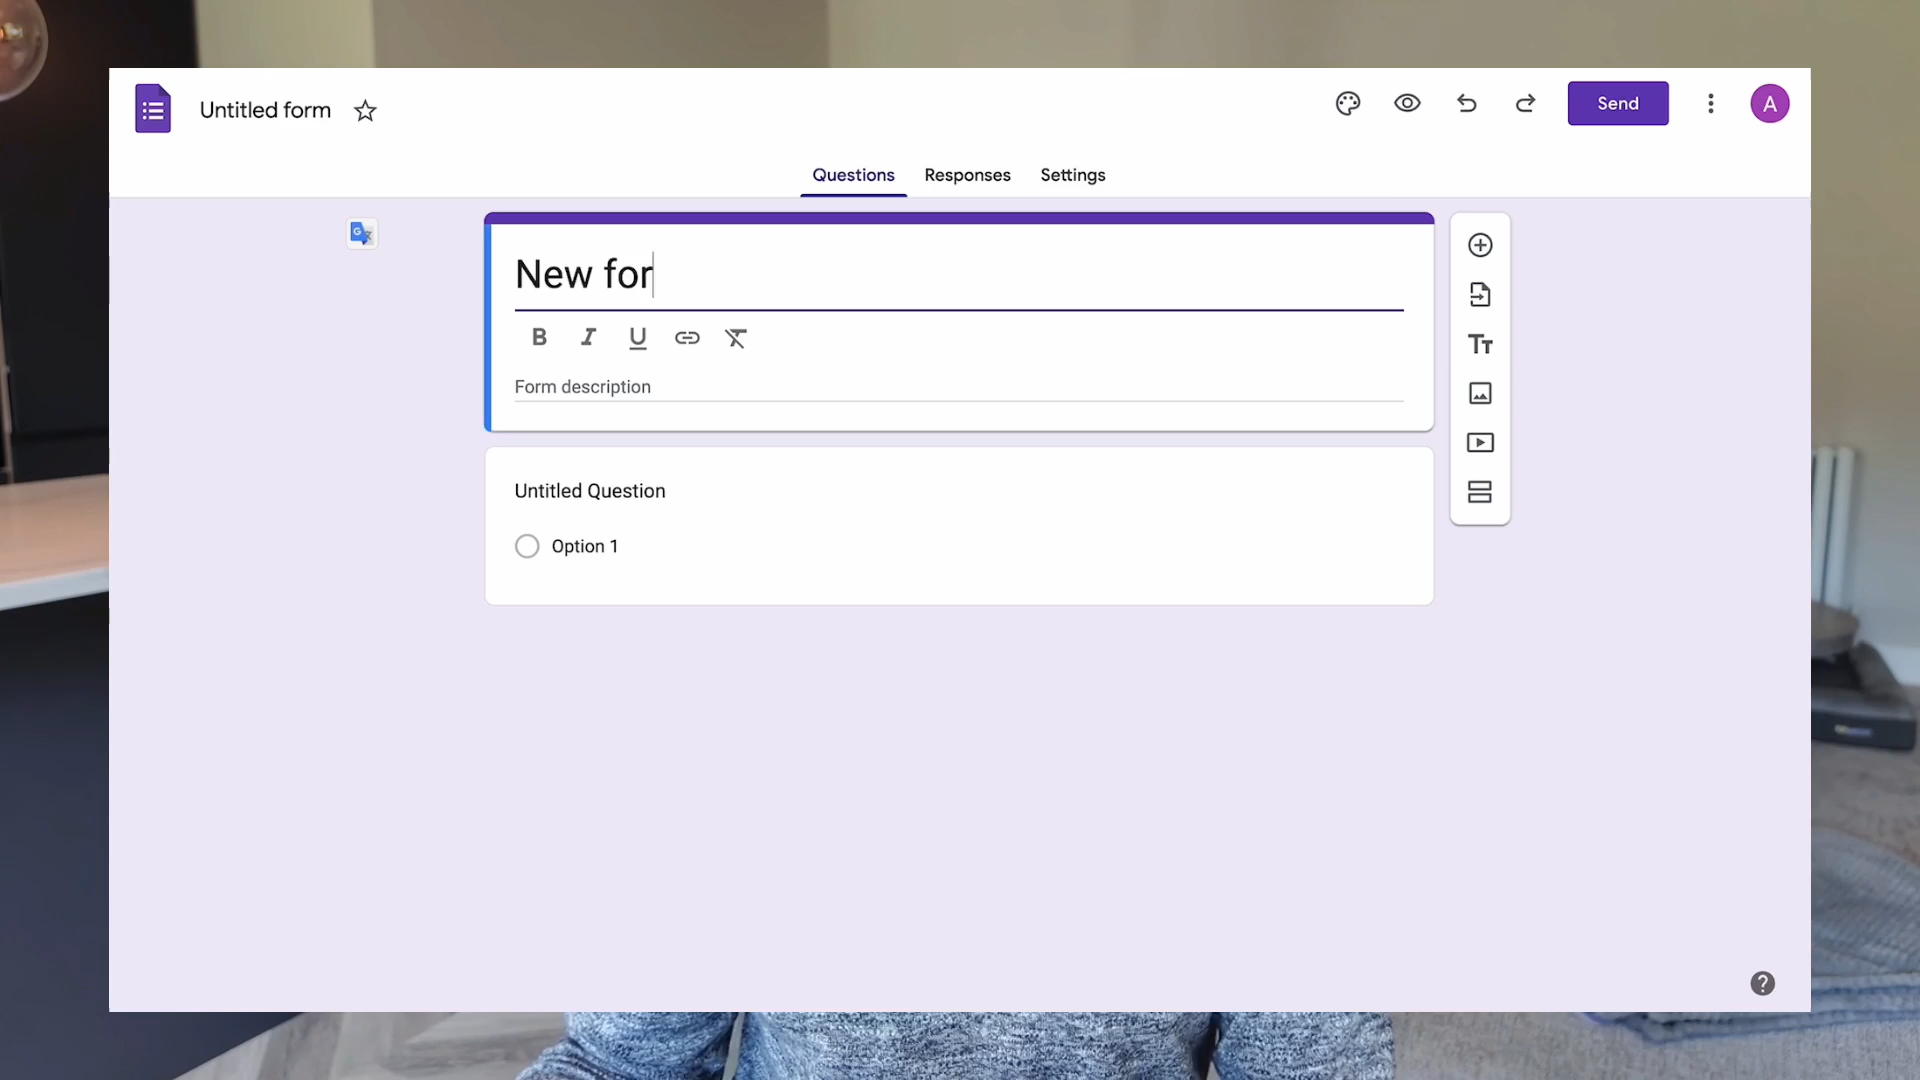 Untitled form
Send
A
Questions Responses Settings
New for
B I U
Form description
Untitled Question
Option 1